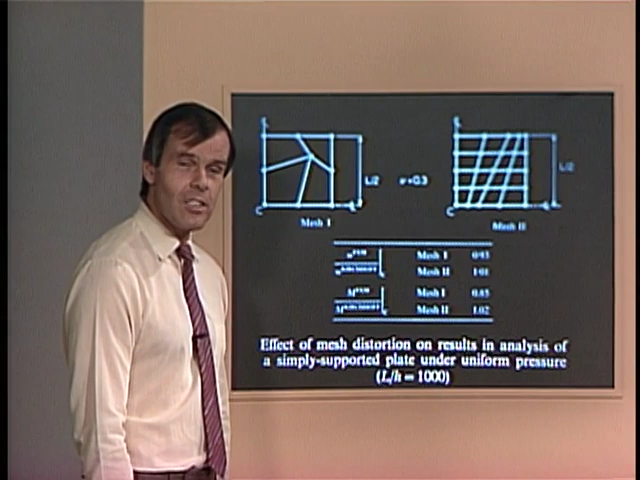 L/2
ν = 0.3
L/2
C
C
Mesh I
Mesh II
Mesh I 0.93
Mesh II 1.01
Mesh I 0.85
Mesh II 1.02
Effect of mesh distortion on results in analysis of
a simply-supported plate under uniform pressure
(L/h = 1000)